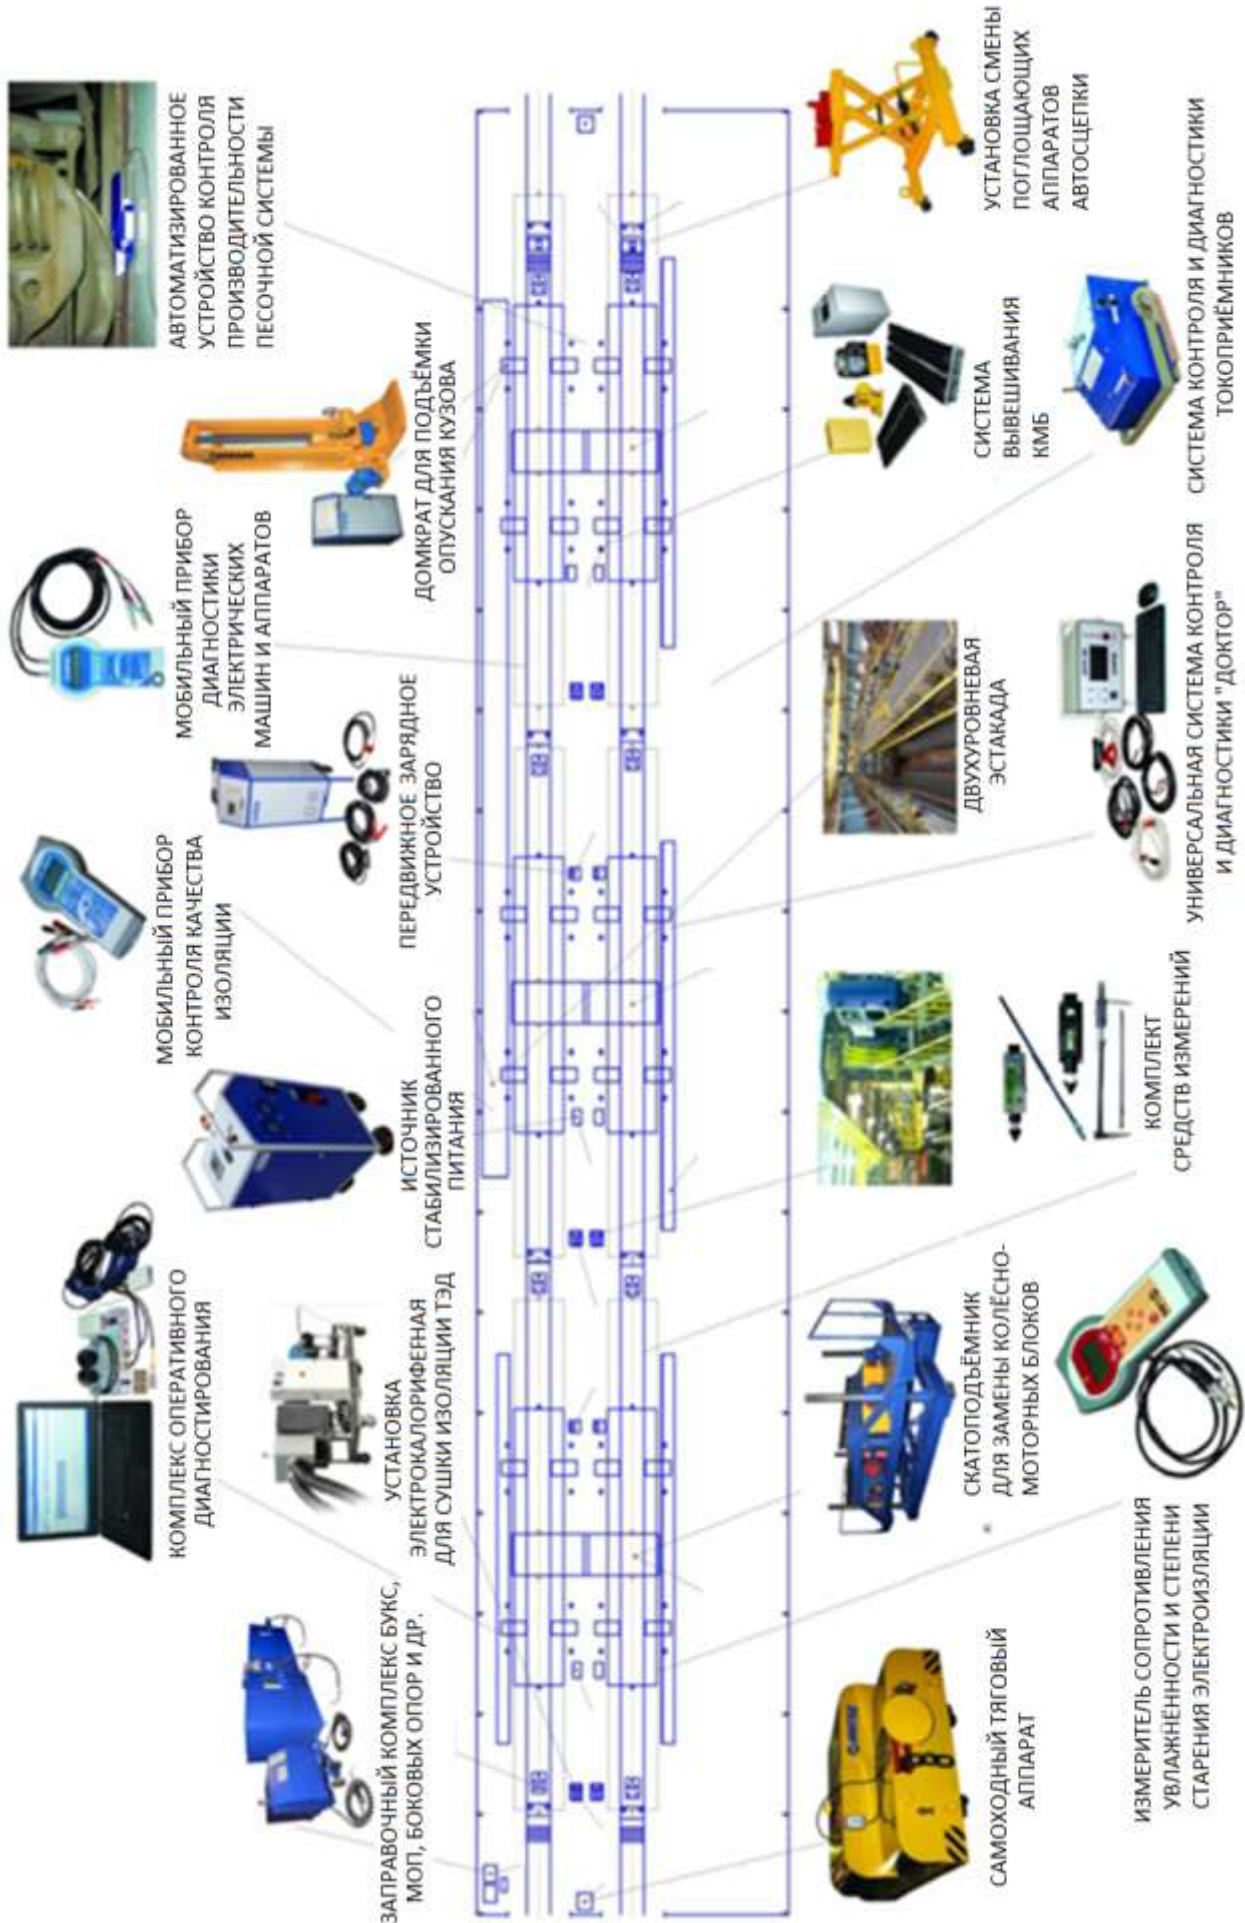 ЗАПРАВОЧНЫЙ КОМПЛЕКС БУКС,
МОП, БОКОВЫХ ОПОР И ДР.
КОМПЛЕКС ОПЕРАТИВНОГО
ДИАГНОСТИРОВАНИЯ
УСТАНОВКА
ЭЛЕКТРОКАЛОРИФЕРНАЯ
ДЛЯ СУШКИ ИЗОЛЯЦИИ ТЭД
ИСТОЧНИК
СТАБИЛИЗИРОВАННОГО
ПИТАНИЯ
МОБИЛЬНЫЙ ПРИБОР
КОНТРОЛЯ КАЧЕСТВА
ИЗОЛЯЦИИ
ПЕРЕДВИЖНОЕ ЗАРЯДНОЕ
УСТРОЙСТВО
МОБИЛЬНЫЙ ПРИБОР
ДИАГНОСТИКИ
ЭЛЕКТРИЧЕСКИХ
МАШИН И АППАРАТОВ
ДОМКРАТ ДЛЯ ПОДЪЁМКИ
ОПУСКАНИЯ КУЗОВА
АВТОМАТИЗИРОВАННОЕ
УСТРОЙСТВО КОНТРОЛЯ
ПРОИЗВОДИТЕЛЬНОСТИ
ПЕСОЧНОЙ СИСТЕМЫ
САМОХОДНЫЙ ТЯГОВЫЙ
АППАРАТ
ИЗМЕРИТЕЛЬ СОПРОТИВЛЕНИЯ
УВЛАЖНЁННОСТИ И СТЕПЕНИ
СТАРЕНИЯ ЭЛЕКТРОИЗОЛЯЦИИ
СКАТОПОДЪЁМНИК
ДЛЯ ЗАМЕНЫ КОЛЁСНО-
МОТОРНЫХ БЛОКОВ
КОМПЛЕКТ
СРЕДСТВ ИЗМЕРЕНИЙ
ДВУХУРОВНЕВАЯ
ЭСТАКАДА
УНИВЕРСАЛЬНАЯ СИСТЕМА КОНТРОЛЯ
И ДИАГНОСТИКИ "ДОКТОР"
СИСТЕМА
ВЫВЕШИВАНИЯ
КМБ
СИСТЕМА КОНТРОЛЯ И ДИАГНОСТИКИ
ТОКОПРИЁМНИКОВ
УСТАНОВКА СМЕНЫ
ПОГЛОЩАЮЩИХ
АППАРАТОВ
АВТОСЦЕПКИ